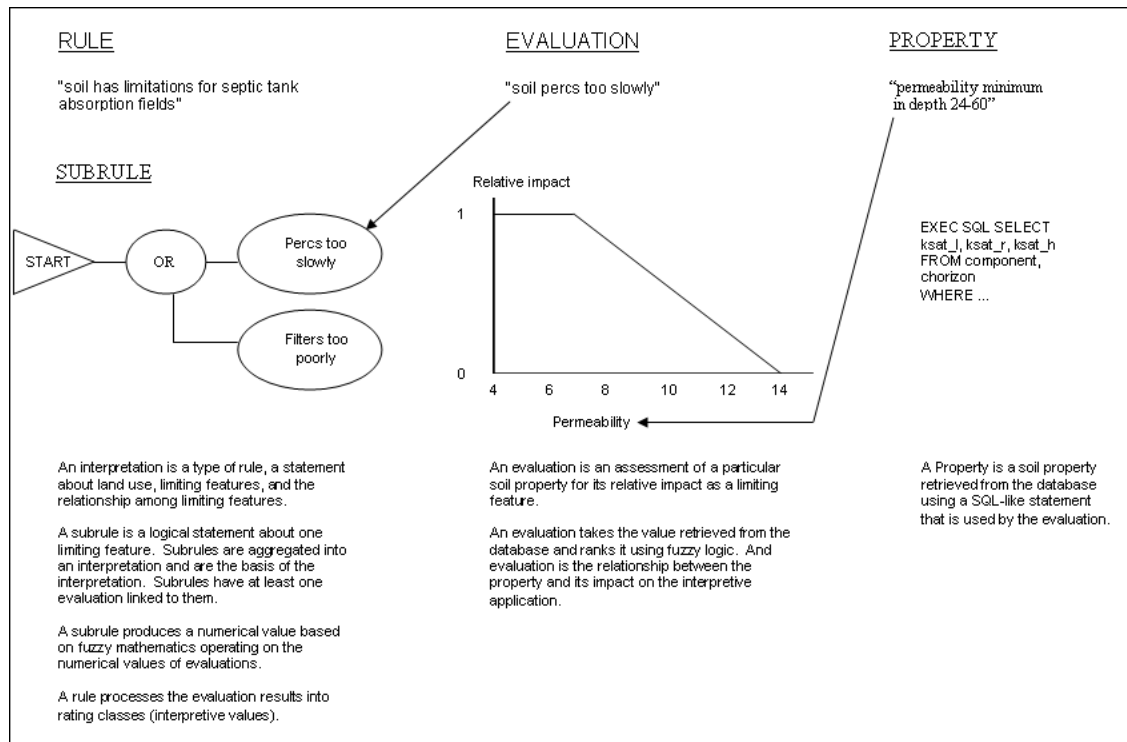 RULE
"soil has limitations for septic tank
absorption fields"
SUBRULE
START
OR
Percs too
slowly
Filters too
poorly
An interpretation is a type of rule, a statement
about land use, limiting features, and the
relationship among limiting features.
A subrule is a logical statement about one
limiting feature. Subrules are aggregated into
an interpretation and are the basis of the
interpretation. Subrules have at least one
evaluation linked to them.
A subrule produces a numerical value based
on fuzzy mathematics operating on the
numerical values of evaluations.
A rule processes the evaluation results into
rating classes (interpretive values).
EVALUATION
"soil percs too slowly"
Relative impact
1
0
4 6 8 10 12 14
Permeability
An evaluation is an assessment of a particular
soil property for its relative impact as a limiting
feature.
An evaluation takes the value retrieved from the
database and ranks it using fuzzy logic. And
evaluation is the relationship between the
property and its impact on the interpretive
application.
PROPERTY
“permeability minimum
in depth 24-60”
EXEC SQL SELECT
ksat_l, ksat_r, ksat_h
FROM component,
chorizon
WHERE ...
A Property is a soil property
retrieved from the database
using a SQL-like statement
that is used by the evaluation.